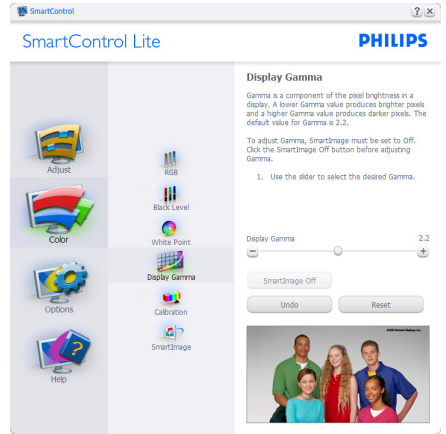 SmartControl
SmartControl Lite
PHILIPS
Adjust
Color
Options
Help
RGB
Black Level
White Point
Display Gamma
Calibration
SmartImage
Display Gamma
Gamma is a component of the pixel brightness in a
display. A lower Gamma value produces brighter pixels
and a higher Gamma value produces darker pixels. The
default value for Gamma is 2.2.
To adjust Gamma, SmartImage must be set to Off.
Click the SmartImage Off button before adjusting
Gamma.
1. Use the slider to select the desired Gamma.
Display Gamma 2.2
SmartImage Off
Undo Reset